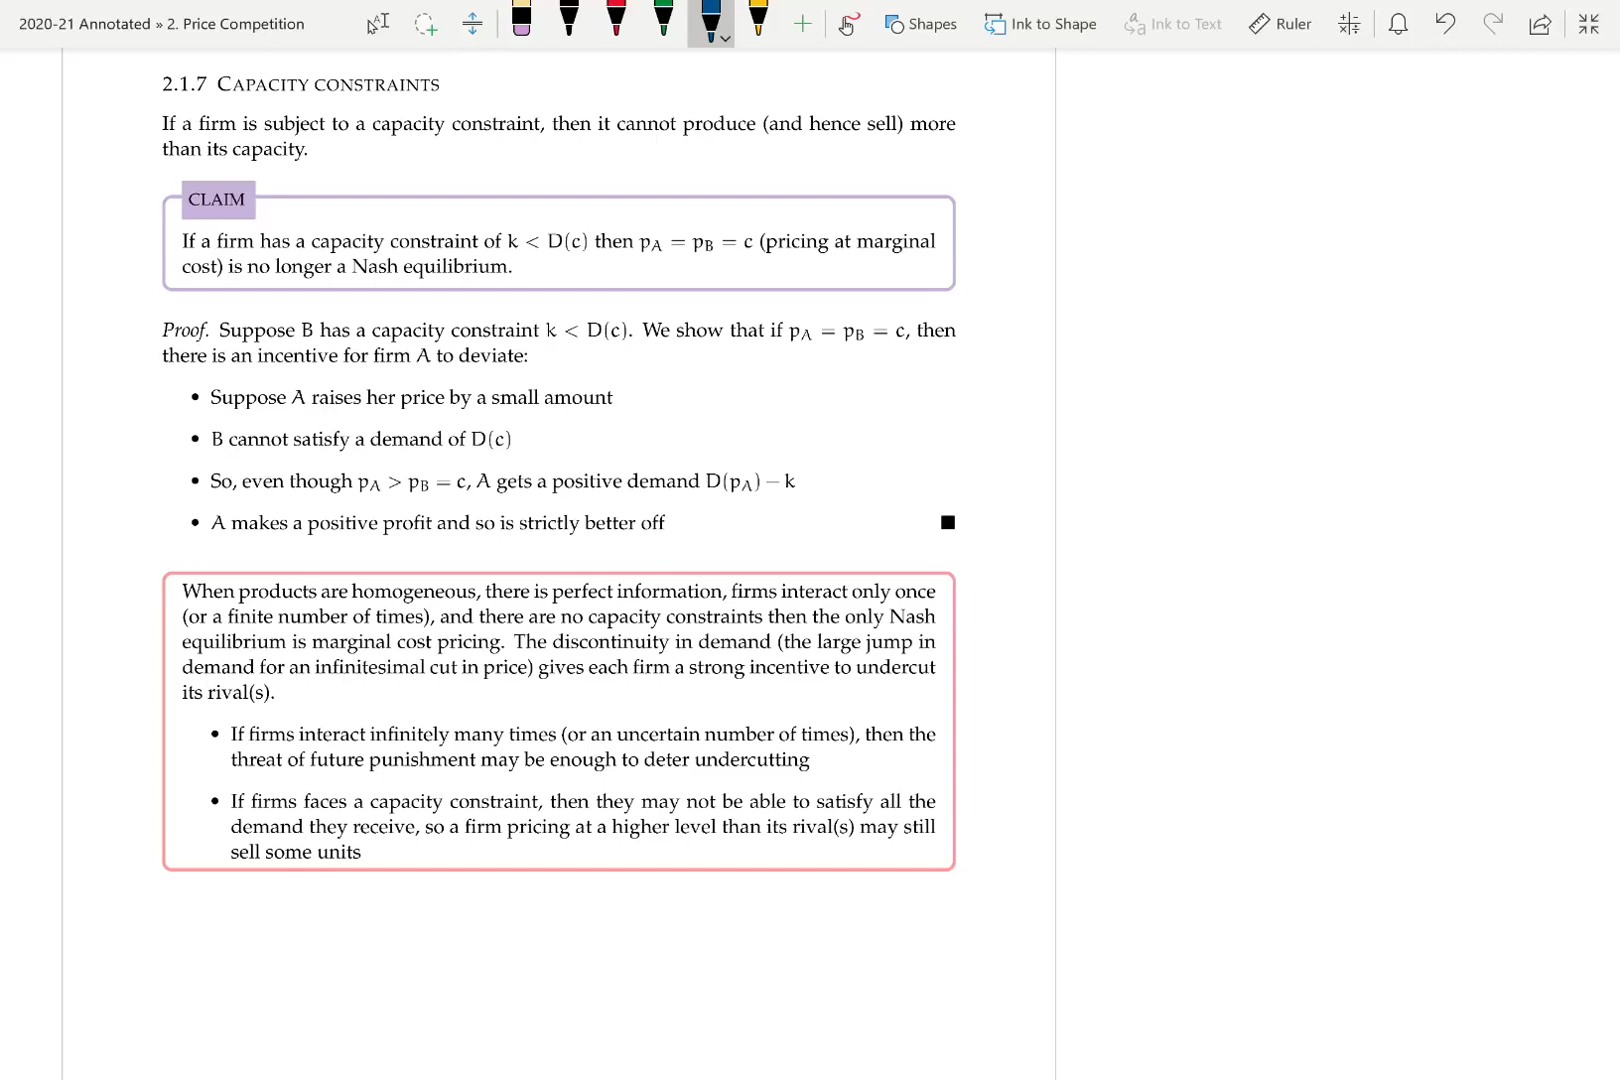 2020-21 Annotated » 2. Price Competition
Shapes
Ink to Shape
Ink to Text
Ruler
2.1.7 CAPACITY CONSTRAINTS
If a firm is subject to a capacity constraint, then it cannot produce (and hence sell) more
than its capacity.
CLAIM
If a firm has a capacity constraint of k < D(c) then p_A = p_B = c (pricing at marginal
cost) is no longer a Nash equilibrium.
Proof. Suppose B has a capacity constraint k < D(c). We show that if p_A = p_B = c, then
there is an incentive for firm A to deviate:
• Suppose A raises her price by a small amount
• B cannot satisfy a demand of D(c)
• So, even though p_A > p_B = c, A gets a positive demand D(p_A) − k
• A makes a positive profit and so is strictly better off ■
When products are homogeneous, there is perfect information, firms interact only once
(or a finite number of times), and there are no capacity constraints then the only Nash
equilibrium is marginal cost pricing. The discontinuity in demand (the large jump in
demand for an infinitesimal cut in price) gives each firm a strong incentive to undercut
its rival(s).
• If firms interact infinitely many times (or an uncertain number of times), then the
threat of future punishment may be enough to deter undercutting
• If firms faces a capacity constraint, then they may not be able to satisfy all the
demand they receive, so a firm pricing at a higher level than its rival(s) may still
sell some units